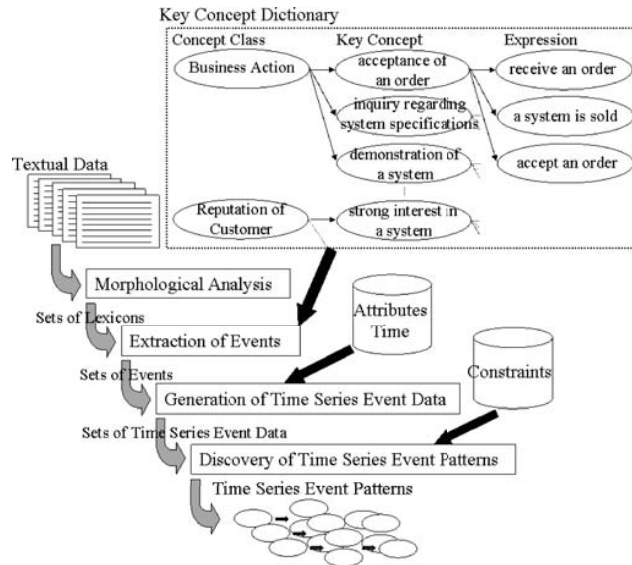 Key Concept Dictionary
Concept Class
Key Concept
Expression
Business Action
acceptance of
an order
receive an order
inquiry regarding
system specifications
a system is sold
demonstration of
a system
accept an order
Reputation of
Customer
strong interest in
a system
Textual Data
Morphological Analysis
Sets of Lexicons
Extraction of Events
Attributes
Time
Sets of Events
Generation of Time Series Event Data
Constraints
Sets of Time Series Event Data
Discovery of Time Series Event Patterns
Time Series Event Patterns